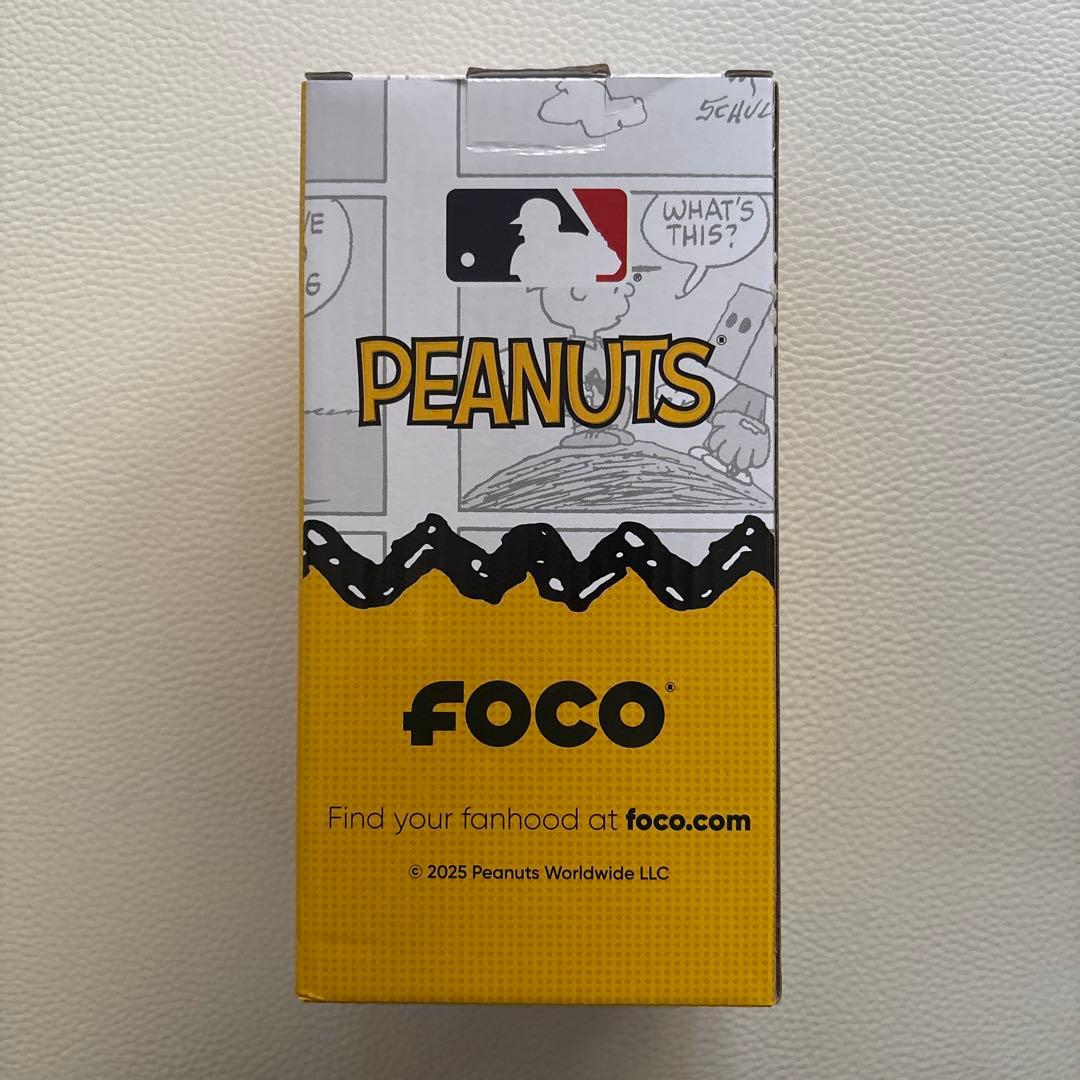 SCHUL
WHAT'S
THIS?
G
PEANUTS®
FOCO®
Find your fanhood at foco.com
© 2025 Peanuts Worldwide LLC